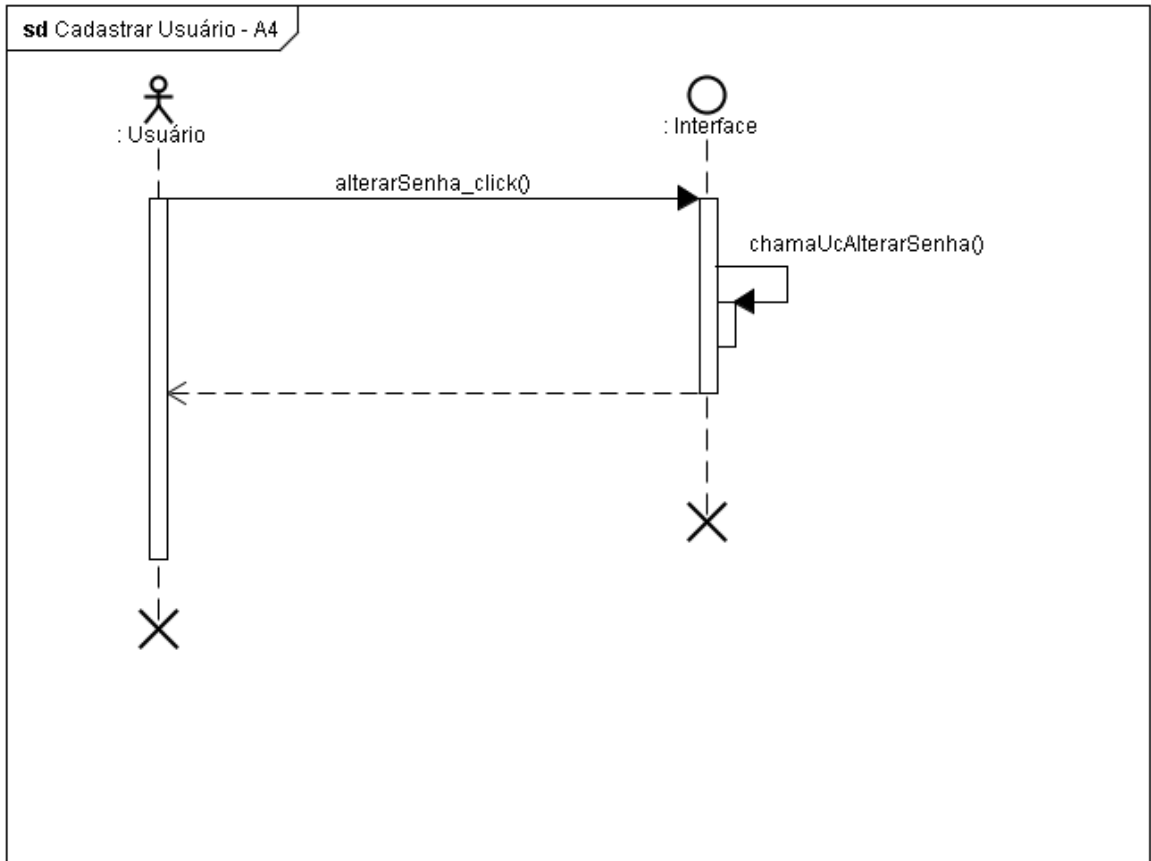 sd Cadastrar Usuário - A4
: Usuário
: Interface
alterarSenha_click()
chamaUcAlterarSenha()